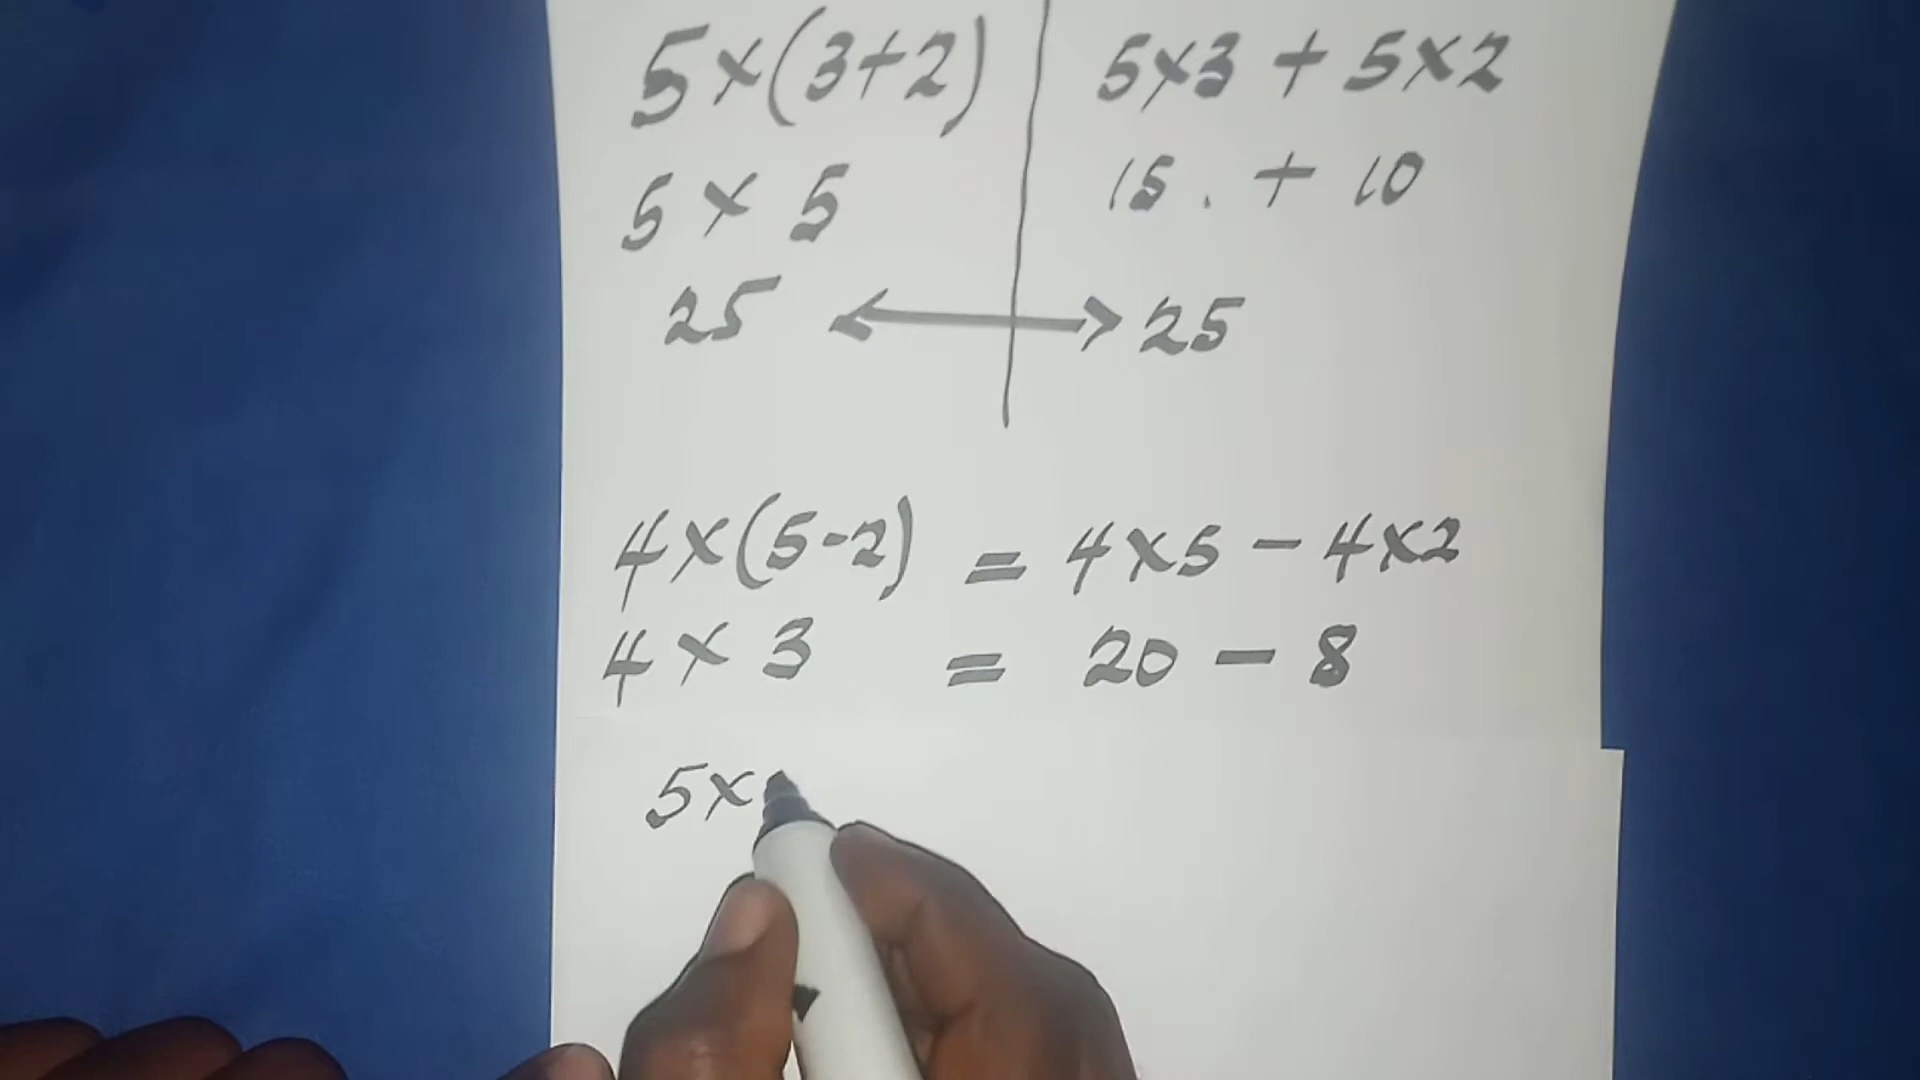 5×(3+2) | 5×3 + 5×2
5 × 5 | 15 . + 10
25 ↔ 25
4×(5-2) = 4×5 - 4×2
4 × 3 = 20 - 8
5×